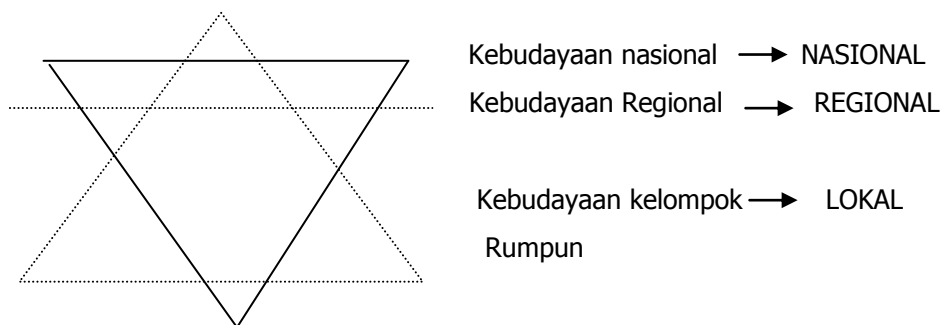 Kebudayaan nasional → NASIONAL
Kebudayaan Regional → REGIONAL
Kebudayaan kelompok → LOKAL
Rumpun